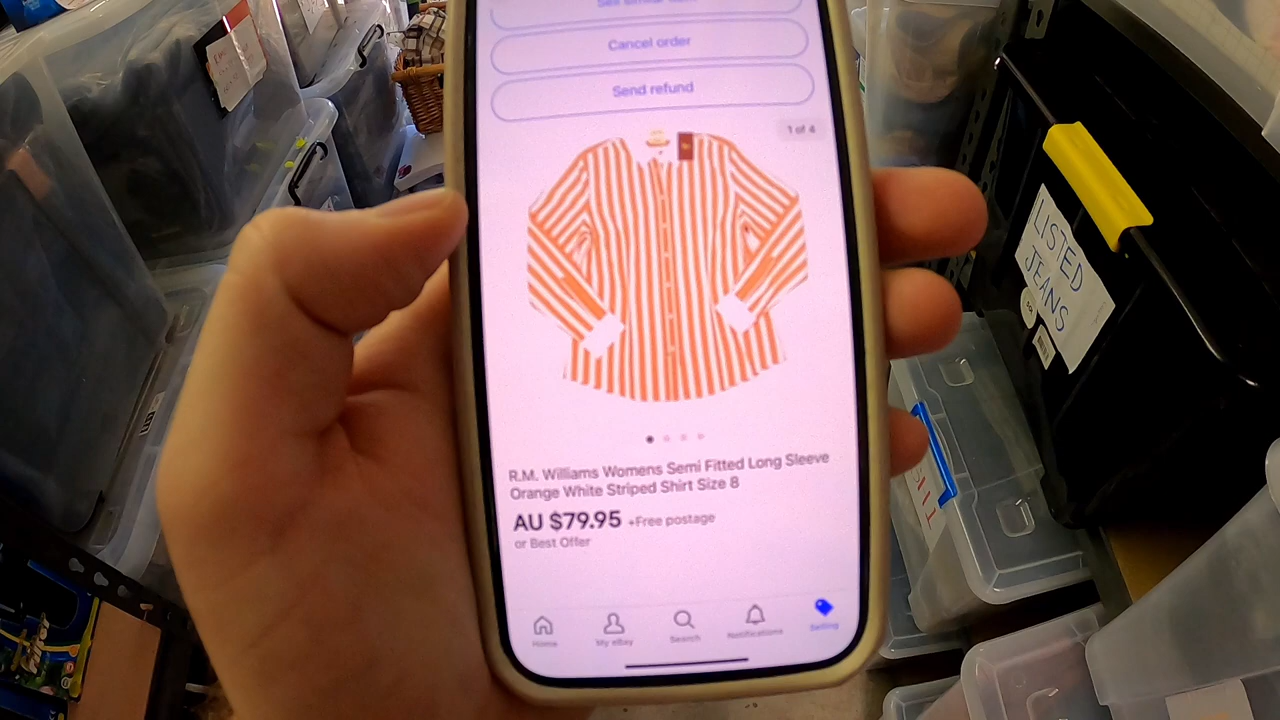 Cancel order
Send refund
1 of 4
R.M. Williams Womens Semi Fitted Long Sleeve
Orange White Striped Shirt Size 8
AU $79.95 +Free postage
or Best Offer
Home
My eBay
Search
Notifications
Selling
LISTED
JEANS